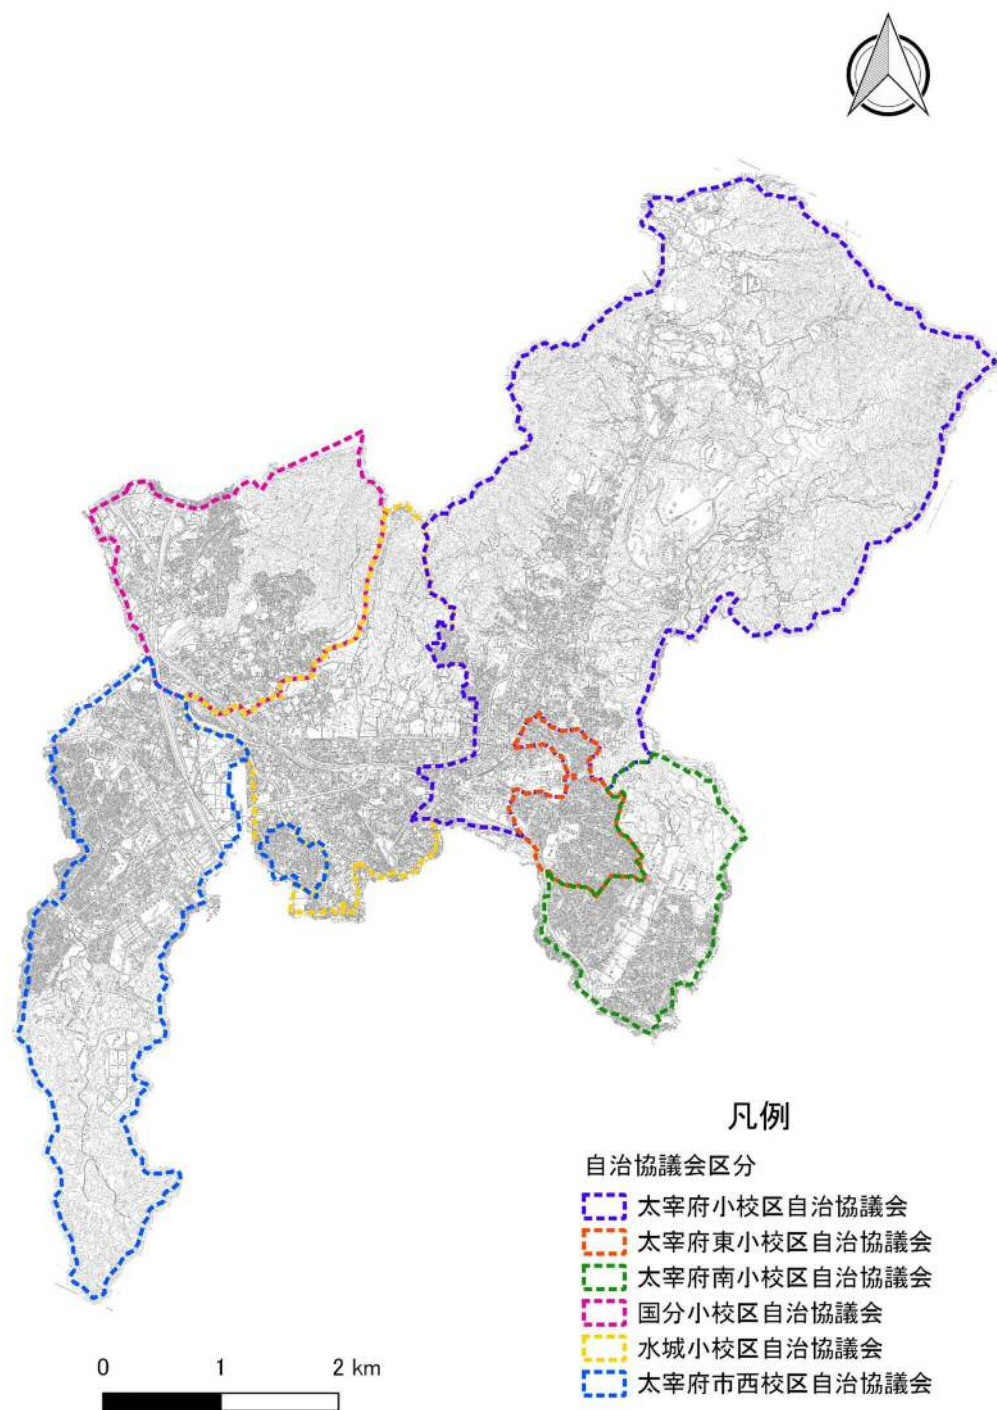 凡例
自治協議会区分
太宰府小校区自治協議会
太宰府東小校区自治協議会
太宰府南小校区自治協議会
国分小校区自治協議会
水城小校区自治協議会
太宰府市西校区自治協議会
0 1 2 km